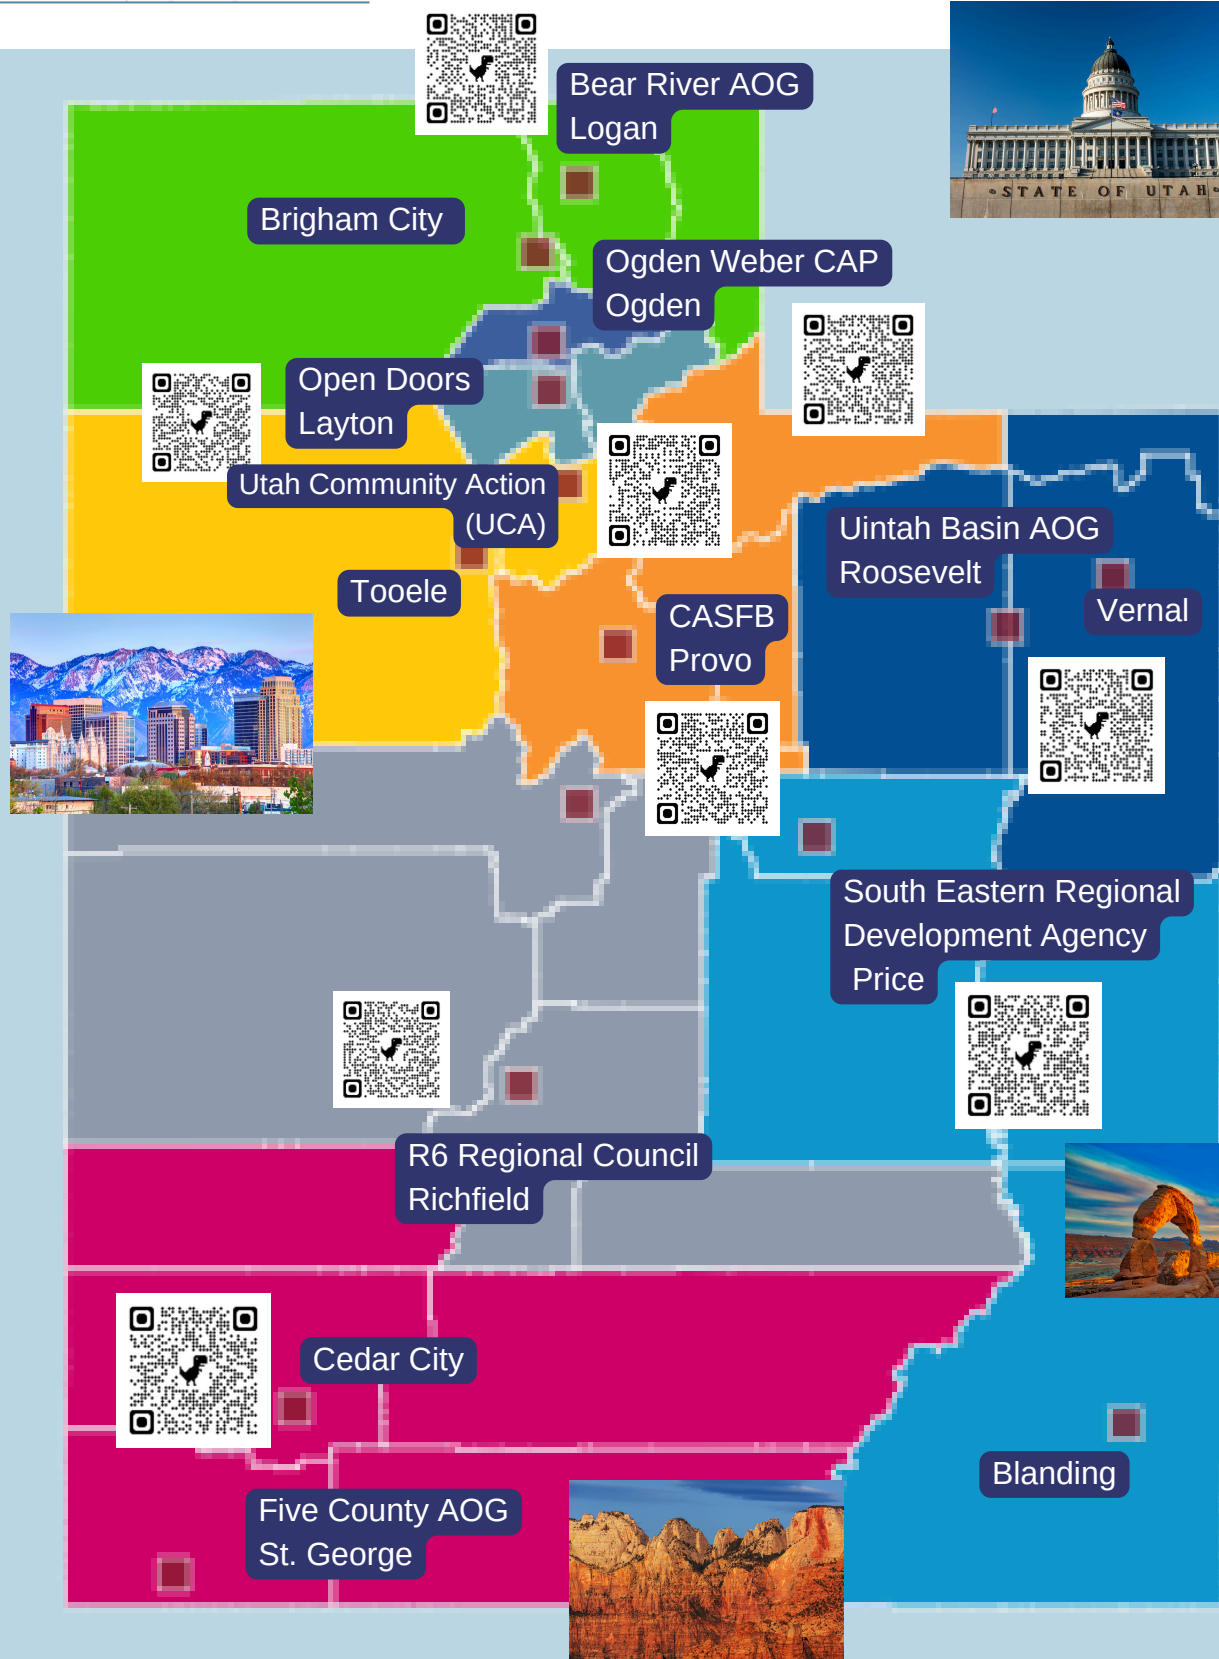 Bear River AOG
Logan
STATE OF UTAH
Brigham City
Ogden Weber CAP
Ogden
Open Doors
Layton
Utah Community Action
(UCA)
Uintah Basin AOG
Roosevelt
Tooele
Vernal
CASFB
Provo
South Eastern Regional
Development Agency
Price
R6 Regional Council
Richfield
Cedar City
Blanding
Five County AOG
St. George